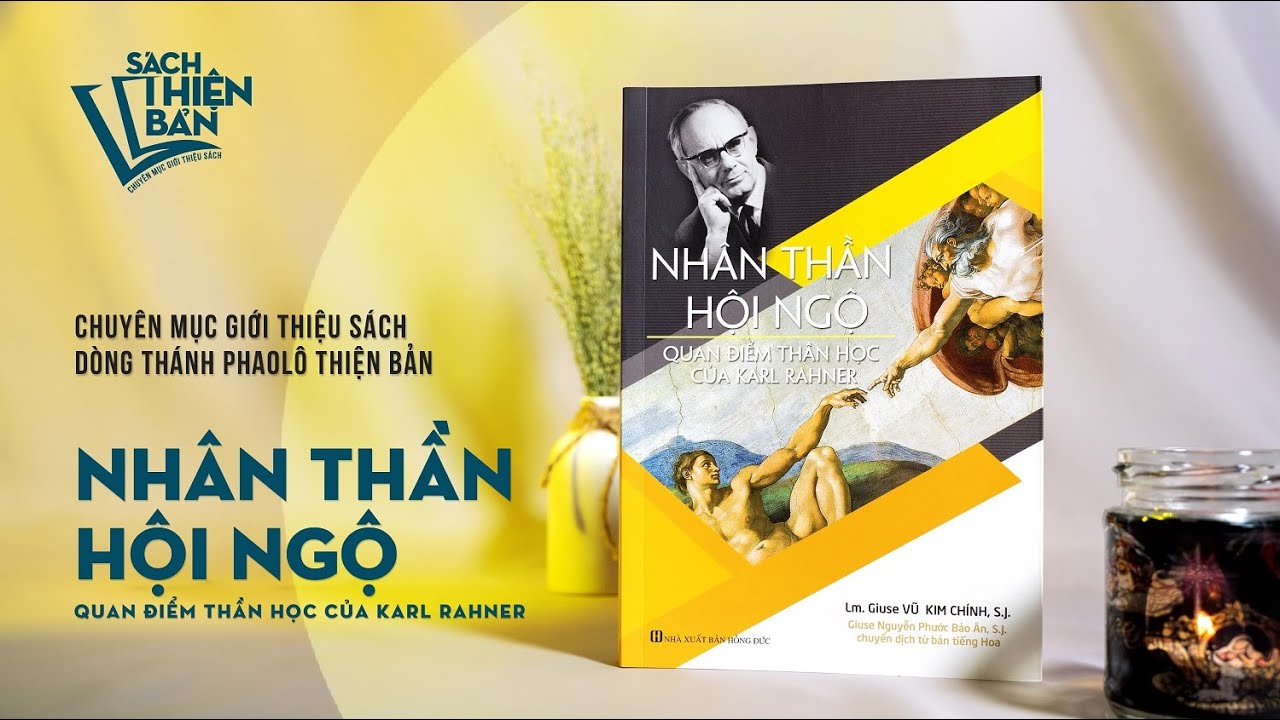 SÁCH
THIỆN
BẢN
CHUYÊN MỤC GIỚI THIỆU SÁCH
CHUYÊN MỤC GIỚI THIỆU SÁCH
DÒNG THÁNH PHAOLÔ THIỆN BẢN
NHÂN THẦN
HỘI NGỘ
QUAN ĐIỂM THẦN HỌC CỦA KARL RAHNER
NHÂN THẦN
HỘI NGỘ
QUAN ĐIỂM THẦN HỌC
CỦA KARL RAHNER
Lm. Giuse VŨ KIM CHÍNH, S.J.
Giuse Nguyễn Phước Bảo Ân, S.J.
chuyển dịch từ bản tiếng Hoa
NHÀ XUẤT BẢN HỒNG ĐỨC